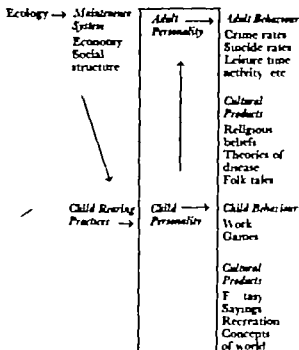 Ecology → Maintenance System
Economy
Social structure
Adult Personality →
Adult Behaviour
Crime rates
Suicide rates
Leisure time
activity etc
Cultural
Products
Religious
beliefs
Theories of
disease
Folk tales
Child Rearing
Practices →
Child →
Personality
Child Behaviour
Work
Games
Cultural
Products
Sayings
Recreation
Concepts
of world